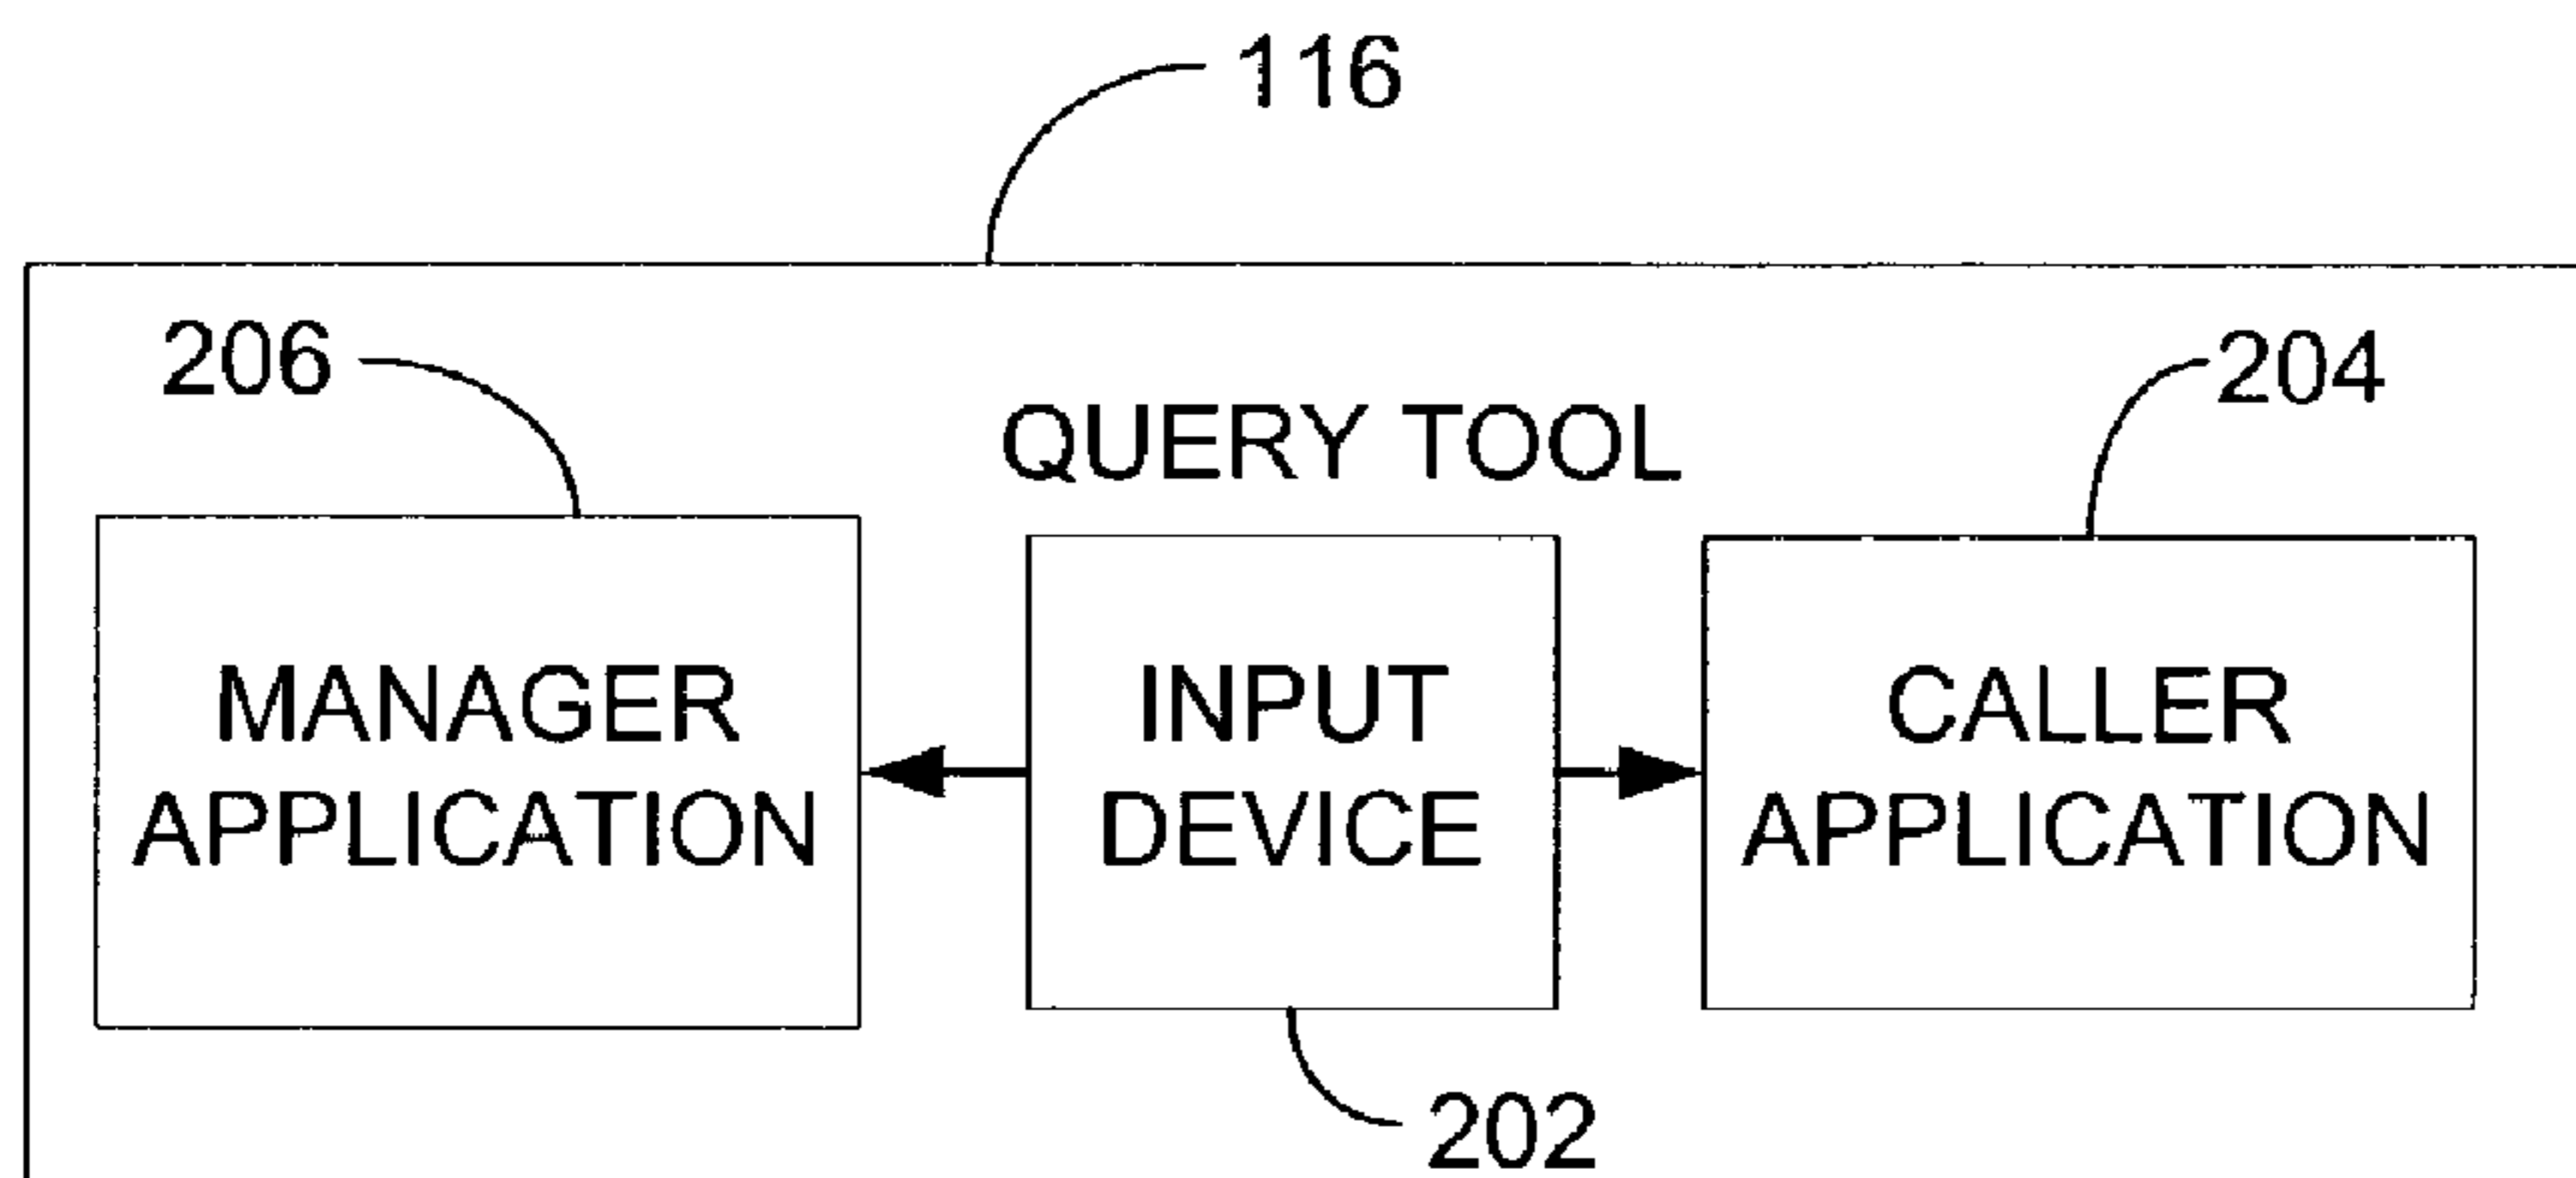 116
206
204
QUERY TOOL
MANAGER
APPLICATION
INPUT
DEVICE
CALLER
APPLICATION
202